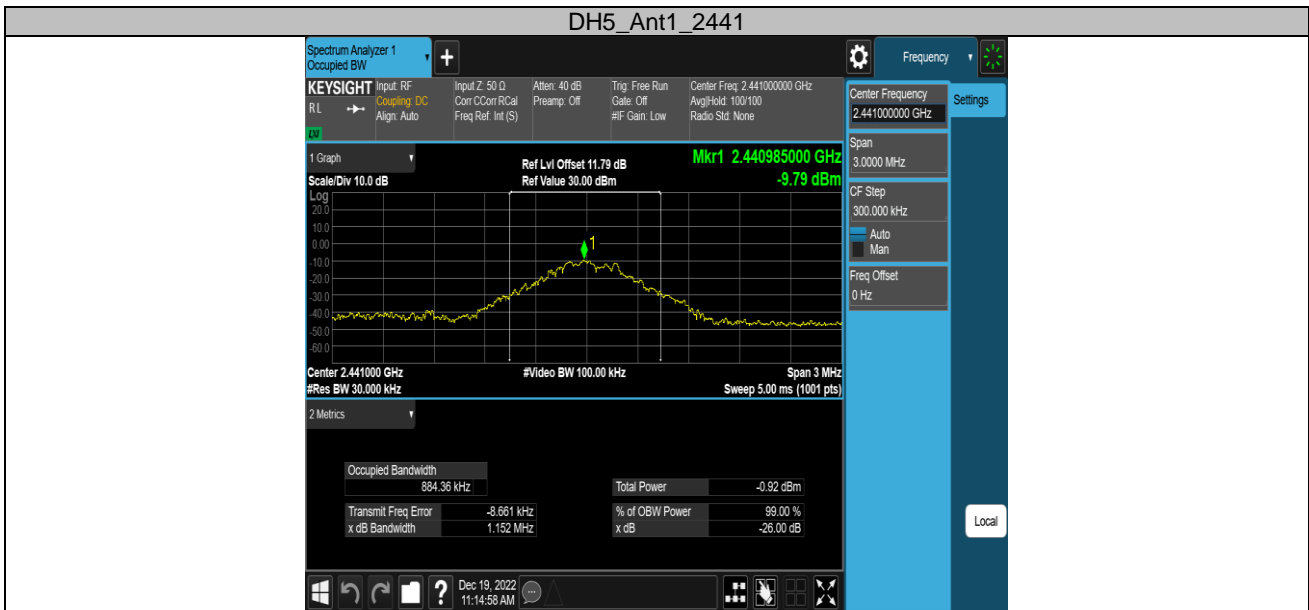 DH5_Ant1_2441
Spectrum Analyzer 1
Occupied BW
Frequency
KEYSIGHT
R L
Input: RF
Coupling: DC
Align: Auto
Input Z: 50 Ω
Corr CCorr RCal
Freq Ref: Int (S)
Atten: 40 dB
Preamp: Off
Trig: Free Run
Gate: Off
#IF Gain: Low
Center Freq: 2.441000000 GHz
Avg|Hold: 100/100
Radio Std: None
LXI
Center Frequency
2.441000000 GHz
Settings
Span
3.0000 MHz
CF Step
300.000 kHz
Auto
Man
Freq Offset
0 Hz
1 Graph
Ref Lvl Offset 11.79 dB
Mkr1 2.440985000 GHz
Scale/Div 10.0 dB
Ref Value 30.00 dBm
-9.79 dBm
Log
20.0
10.0
0.00
-10.0
-20.0
-30.0
-40.0
-50.0
-60.0
1
Center 2.441000 GHz
#Video BW 100.00 kHz
Span 3 MHz
#Res BW 30.000 kHz
Sweep 5.00 ms (1001 pts)
2 Metrics
Occupied Bandwidth
884.36 kHz
Total Power -0.92 dBm
Transmit Freq Error -8.661 kHz
% of OBW Power 99.00 %
x dB Bandwidth 1.152 MHz
x dB -26.00 dB
Local
?
Dec 19, 2022
11:14:58 AM